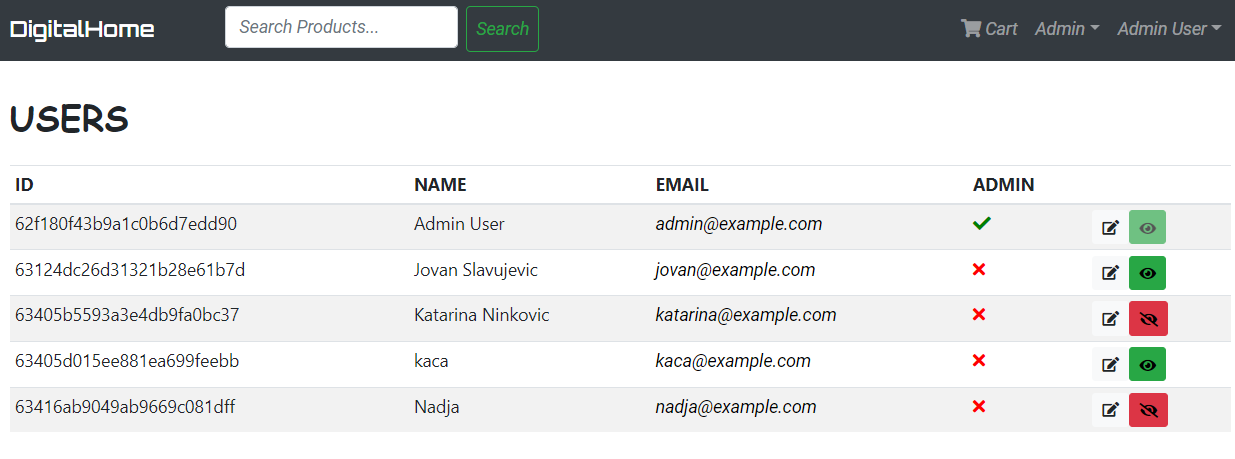 DigitalHome Search Products... Search Cart Admin Admin User
USERS
ID NAME EMAIL ADMIN
62f180f43b9a1c0b6d7edd90 Admin User admin@example.com
63124dc26d31321b28e61b7d Jovan Slavujevic jovan@example.com
63405b5593a3e4db9fa0bc37 Katarina Ninkovic katarina@example.com
63405d015ee881ea699feebb kaca kaca@example.com
63416ab9049ab9669c081dff Nadja nadja@example.com